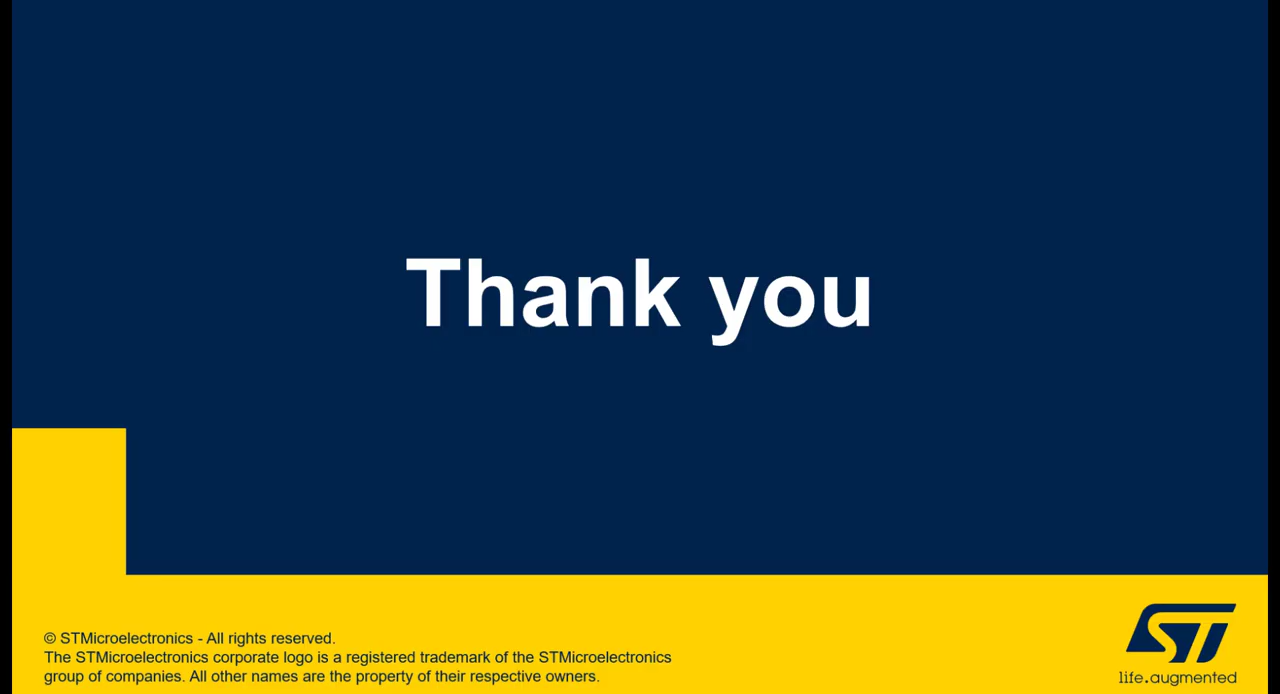 Thank you
© STMicroelectronics - All rights reserved.
The STMicroelectronics corporate logo is a registered trademark of the STMicroelectronics
group of companies. All other names are the property of their respective owners.
ST
life.augmented